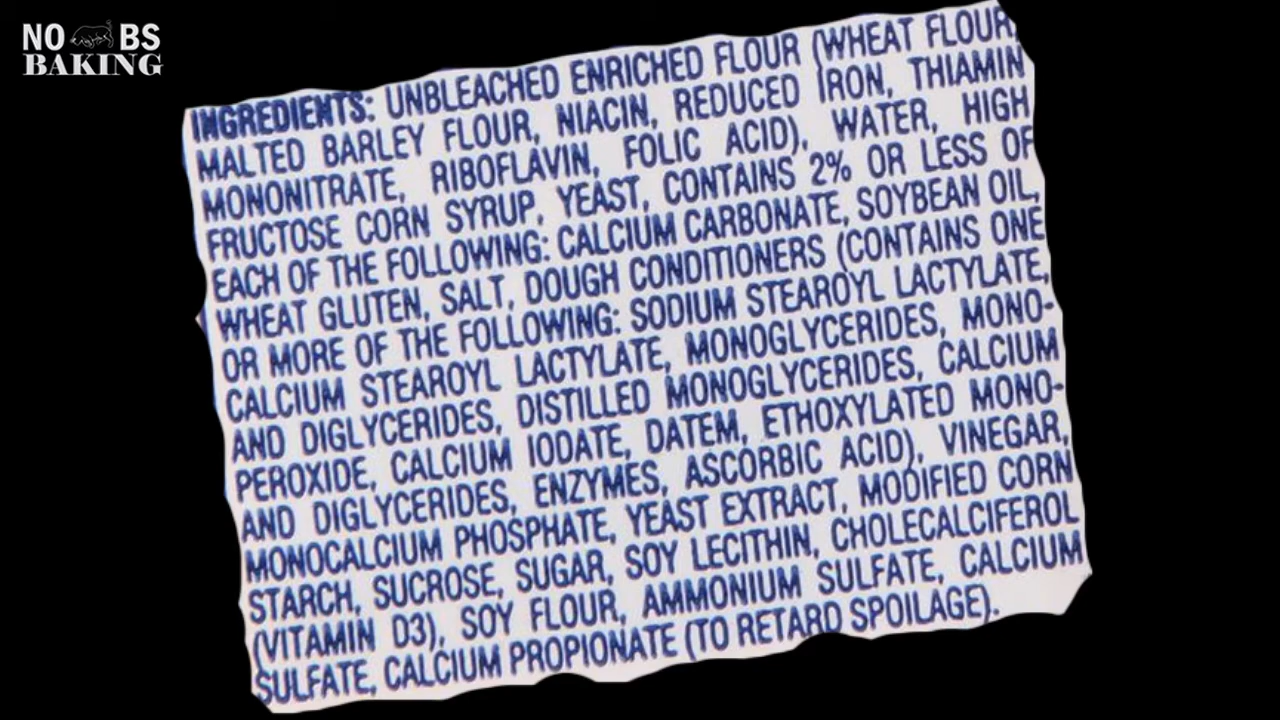 NO BS
BAKING
INGREDIENTS: UNBLEACHED ENRICHED FLOUR (WHEAT FLOUR,
MALTED BARLEY FLOUR, NIACIN, REDUCED IRON, THIAMIN
MONONITRATE, RIBOFLAVIN, FOLIC ACID), WATER, HIGH
FRUCTOSE CORN SYRUP, YEAST, CONTAINS 2% OR LESS OF
EACH OF THE FOLLOWING: CALCIUM CARBONATE, SOYBEAN OIL,
WHEAT GLUTEN, SALT, DOUGH CONDITIONERS (CONTAINS ONE
OR MORE OF THE FOLLOWING: SODIUM STEAROYL LACTYLATE,
CALCIUM STEAROYL LACTYLATE, MONOGLYCERIDES, MONO-
AND DIGLYCERIDES, DISTILLED MONOGLYCERIDES, CALCIUM
PEROXIDE, CALCIUM IODATE, DATEM, ETHOXYLATED MONO-
AND DIGLYCERIDES, ENZYMES, ASCORBIC ACID), VINEGAR,
MONOCALCIUM PHOSPHATE, YEAST EXTRACT, MODIFIED CORN
STARCH, SUCROSE, SUGAR, SOY LECITHIN, CHOLECALCIFEROL
(VITAMIN D3), SOY FLOUR, AMMONIUM SULFATE, CALCIUM
SULFATE, CALCIUM PROPIONATE (TO RETARD SPOILAGE).